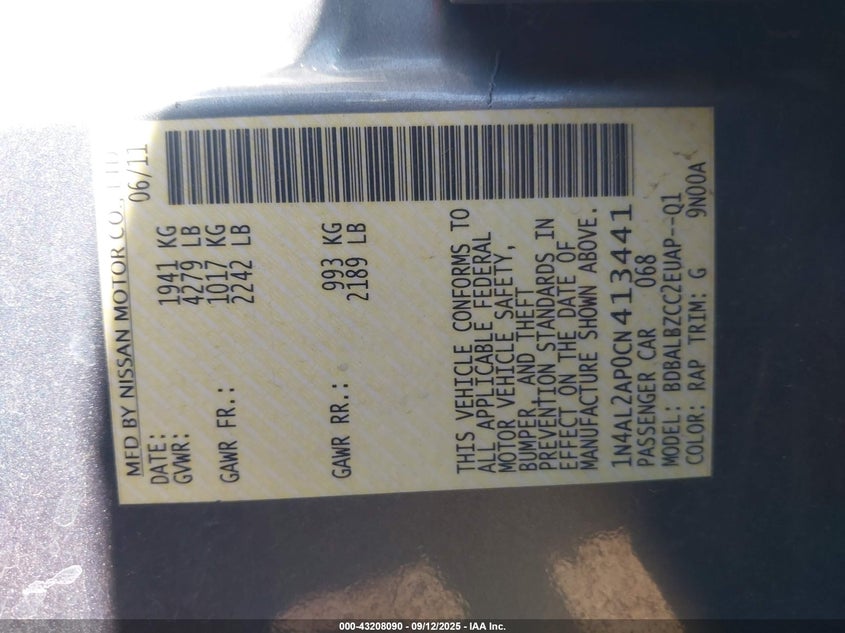 MFD BY NISSAN MOTOR CO., LTD
DATE: 06/11
GVWR: 1941 KG
4279 LB
GAWR FR.: 1017 KG
2242 LB
GAWR RR.: 993 KG
2189 LB
THIS VEHICLE CONFORMS TO
ALL APPLICABLE FEDERAL
MOTOR VEHICLE SAFETY,
BUMPER, AND THEFT
PREVENTION STANDARDS IN
EFFECT ON THE DATE OF
MANUFACTURE SHOWN ABOVE.
1N4AL2AP0CN413441
PASSENGER CAR 068
MODEL: BDBALBZCC2EUAP--Q1
COLOR: RAP TRIM: G 9N00A
000-43208090 - 09/12/2025 - IAA Inc.